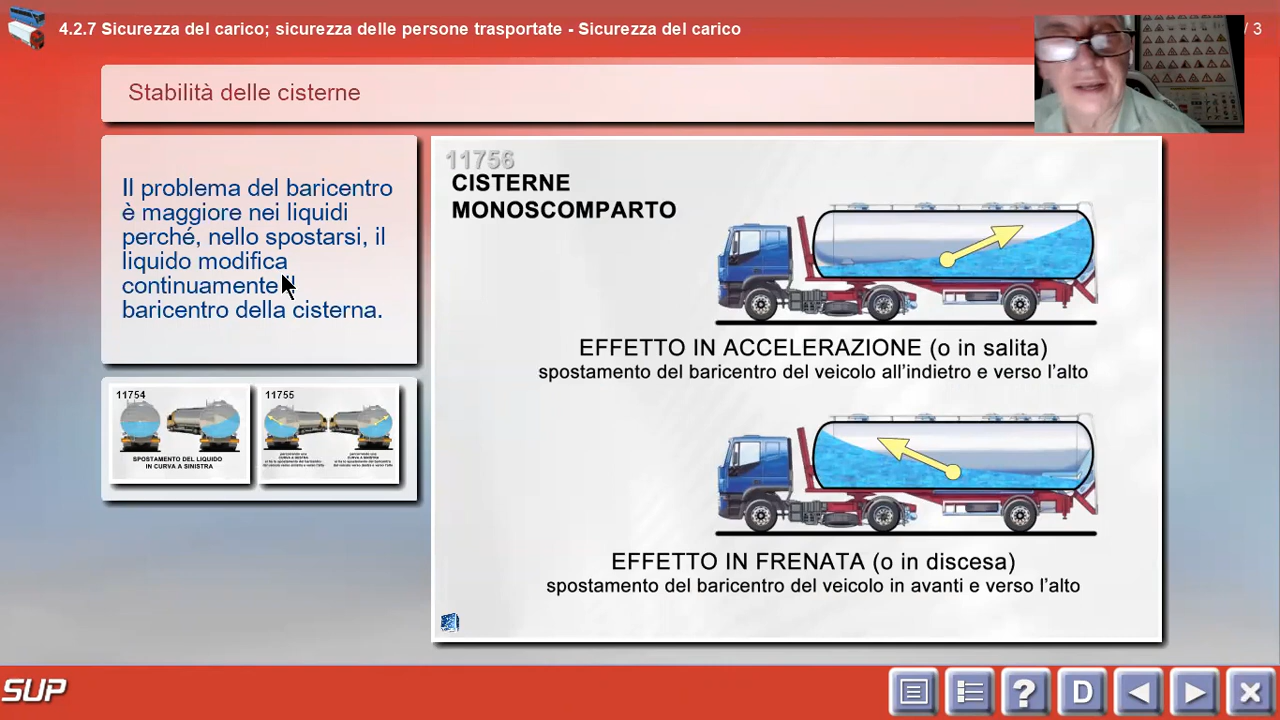 4.2.7 Sicurezza del carico; sicurezza delle persone trasportate - Sicurezza del carico
/ 3
Stabilità delle cisterne
Il problema del baricentro
è maggiore nei liquidi
perché, nello spostarsi, il
liquido modifica
continuamente il
baricentro della cisterna.
11754
SPOSTAMENTO DEL LIQUIDO
IN CURVA A SINISTRA
11755
11756
CISTERNE
MONOSCOMPARTO
EFFETTO IN ACCELERAZIONE (o in salita)
spostamento del baricentro del veicolo all'indietro e verso l'alto
EFFETTO IN FRENATA (o in discesa)
spostamento del baricentro del veicolo in avanti e verso l'alto
SUP
? D